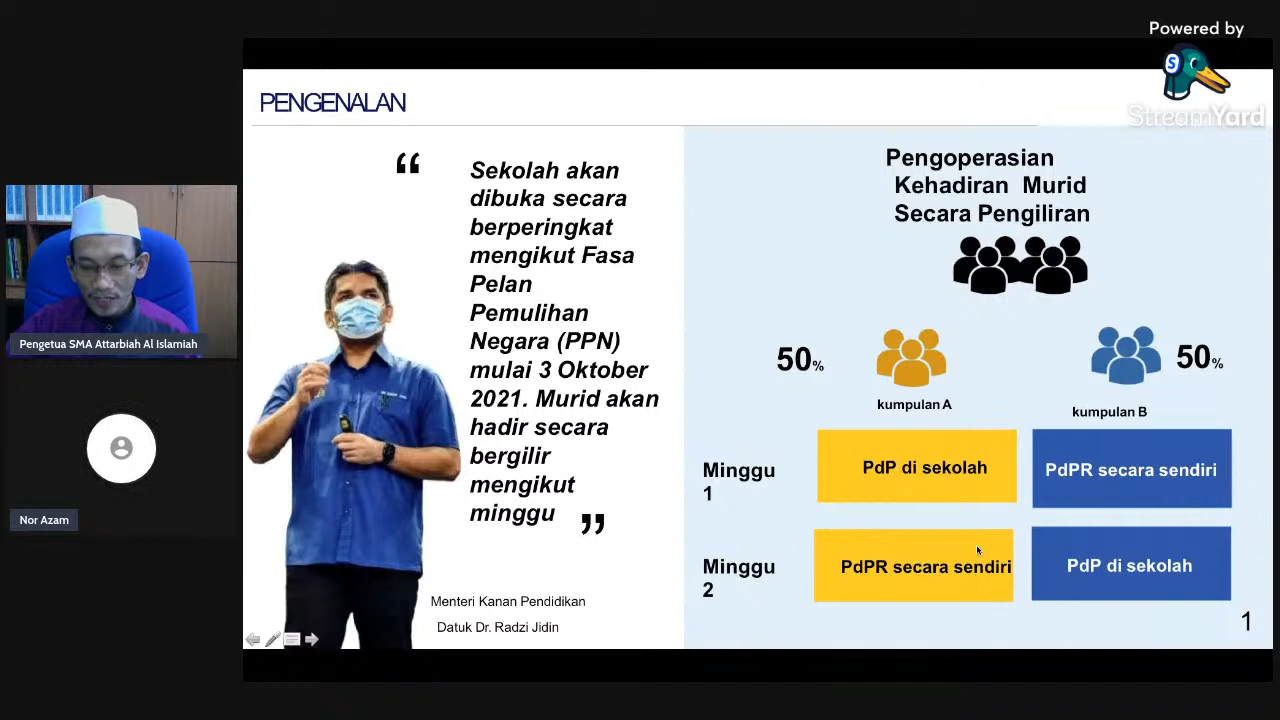 Powered by
StreamYard
PENGENALAN
“
Sekolah akan
dibuka secara
berperingkat
mengikut Fasa
Pelan
Pemulihan
Negara (PPN)
mulai 3 Oktober
2021. Murid akan
hadir secara
bergilir
mengikut
minggu
”
Menteri Kanan Pendidikan
Datuk Dr. Radzi Jidin
Pengoperasian
Kehadiran Murid
Secara Pengiliran
50%
50%
kumpulan A
kumpulan B
Minggu
1
PdP di sekolah
PdPR secara sendiri
Minggu
2
PdPR secara sendiri
PdP di sekolah
1
Pengetua SMA Attarbiah Al Islamiah
Nor Azam